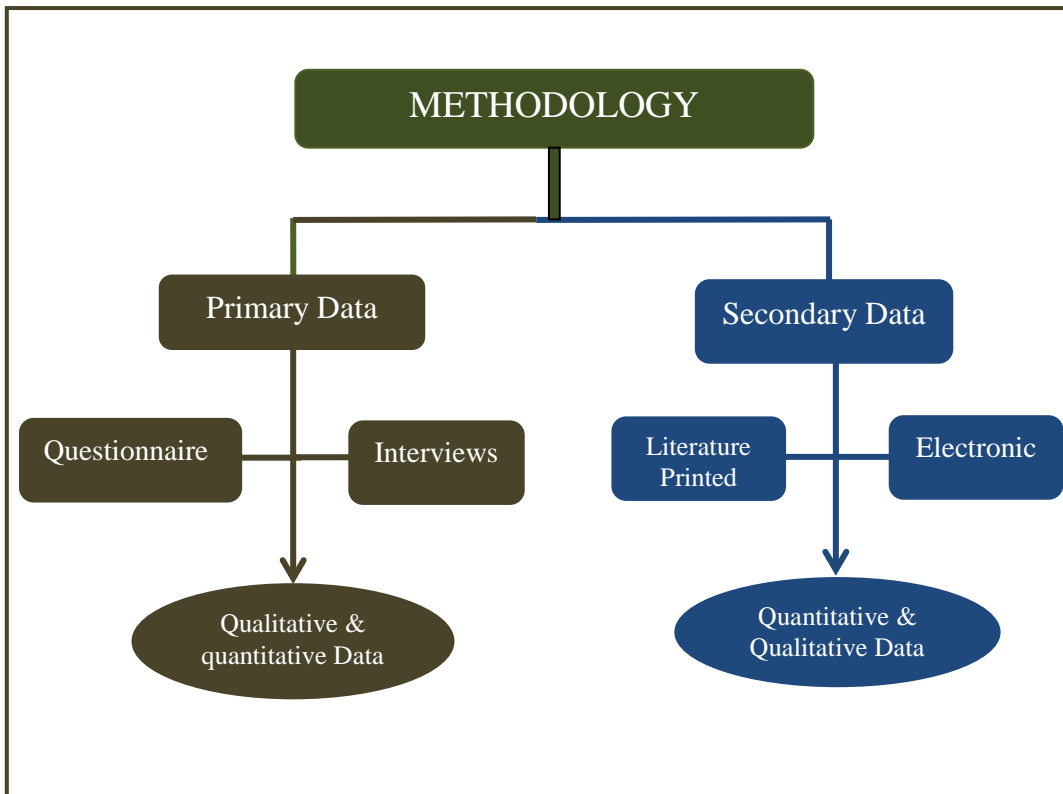 METHODOLOGY
Primary Data
Secondary Data
Questionnaire
Interviews
Literature
Printed
Electronic
Qualitative &
quantitative Data
Quantitative &
Qualitative Data